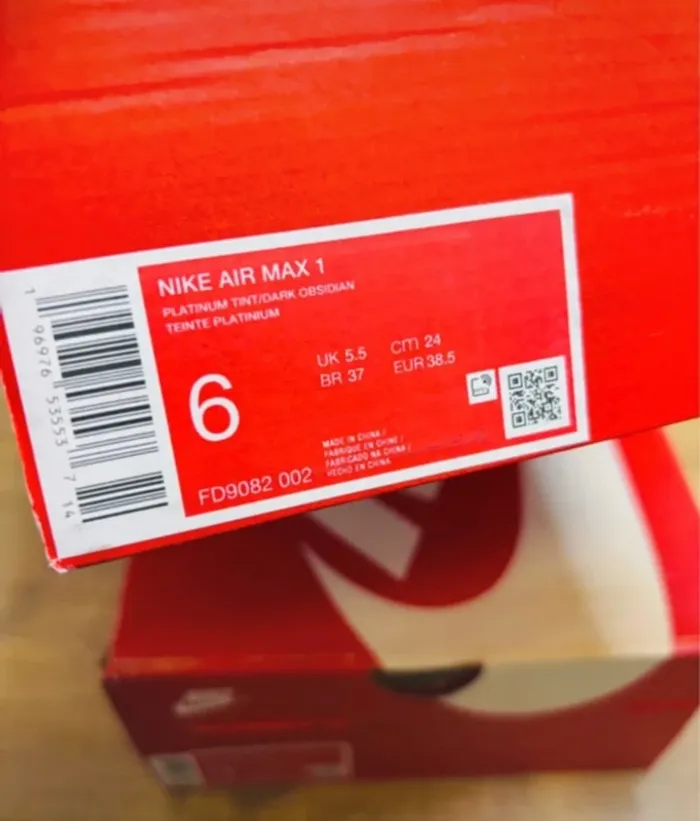 NIKE AIR MAX 1
PLATINUM TINT/DARK OBSIDIAN
TEINTE PLATINIUM
6
UK 5.5 cm 24
BR 37 EUR 38.5
MADE IN CHINA /
FABRIQUE EN CHINE /
FABRICADO NA CHINA /
HECHO EN CHINA
FD9082 002
1 96976 53553 7 14